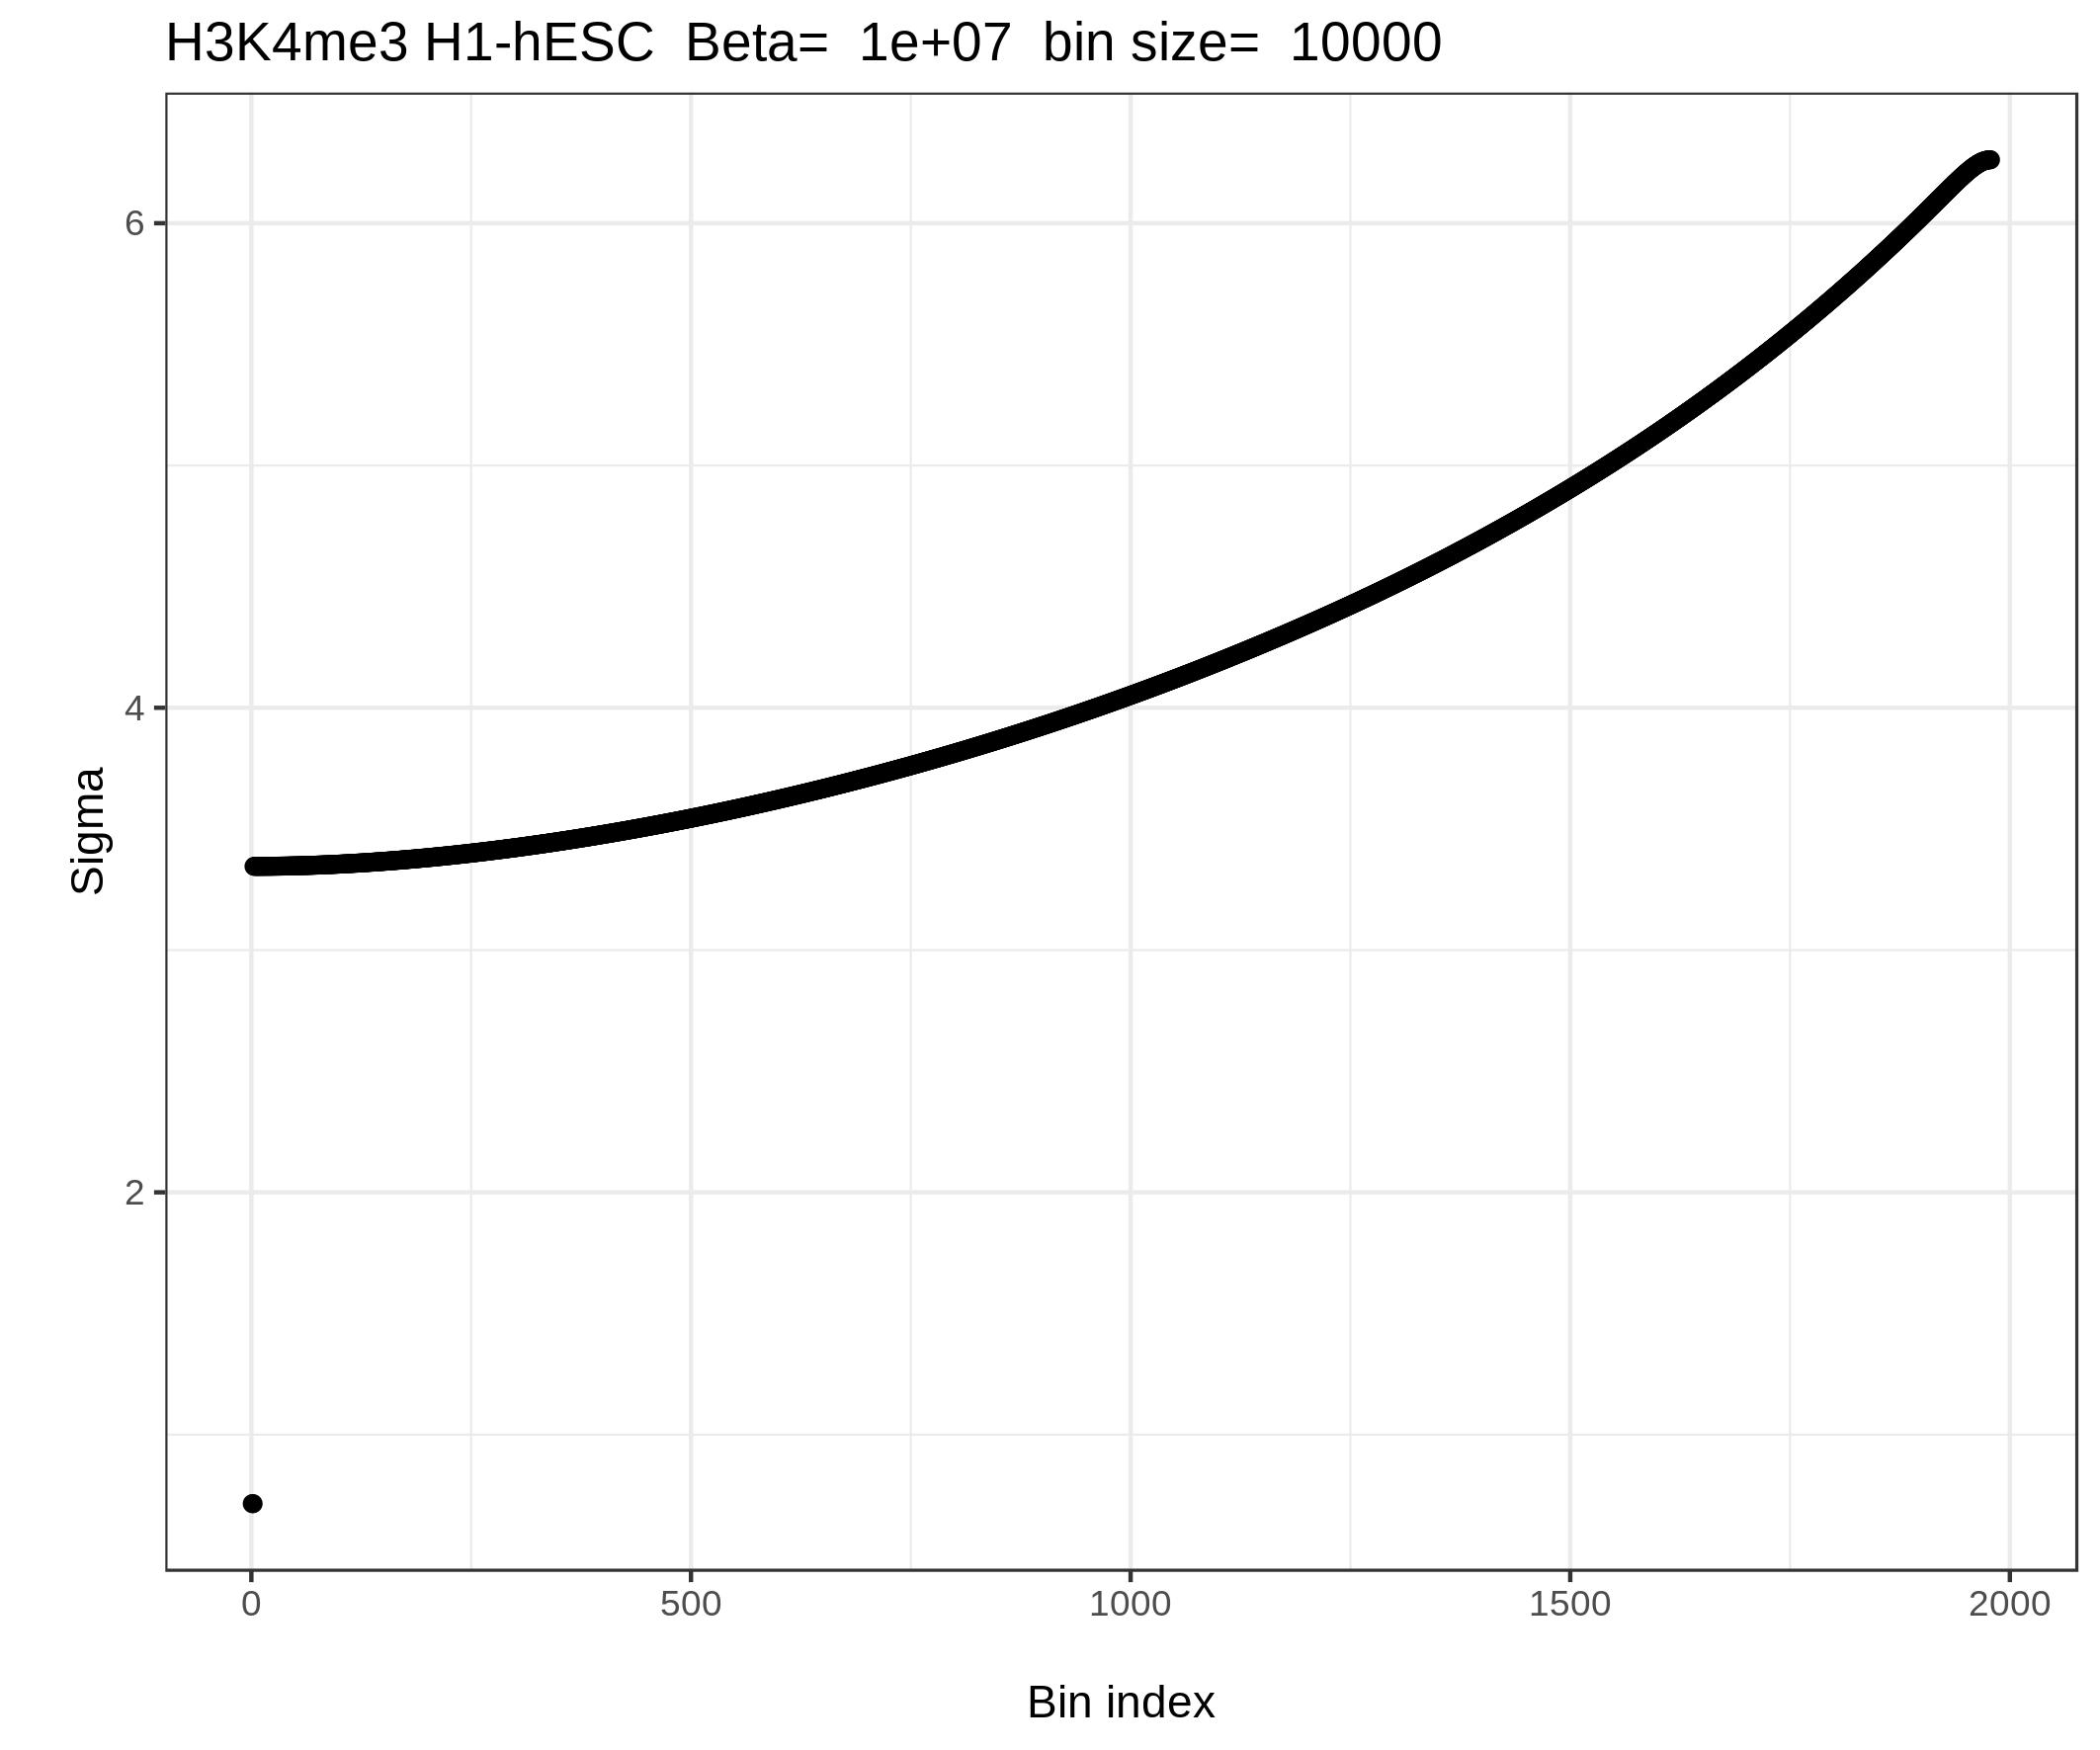 H3K4me3 H1-hESC  Beta=  1e+07  bin size=  10000
6
4
2
Sigma
0 500 1000 1500 2000
Bin index